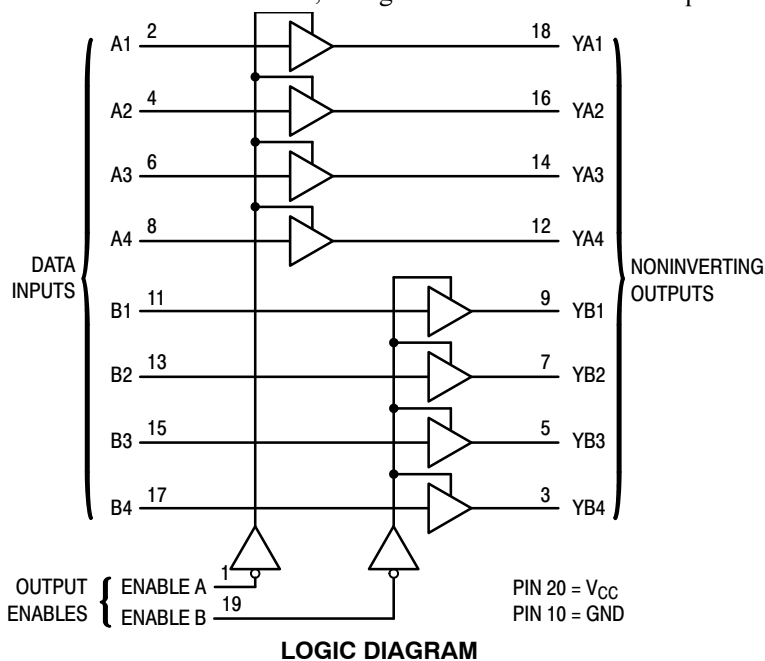 A1 2 18 YA1
A2 4 16 YA2
A3 6 14 YA3
A4 8 12 YA4
DATA
INPUTS
NONINVERTING
OUTPUTS
B1 11 9 YB1
B2 13 7 YB2
B3 15 5 YB3
B4 17 3 YB4
OUTPUT
ENABLES
ENABLE A 1
ENABLE B 19
PIN 20 = VCC
PIN 10 = GND
LOGIC DIAGRAM